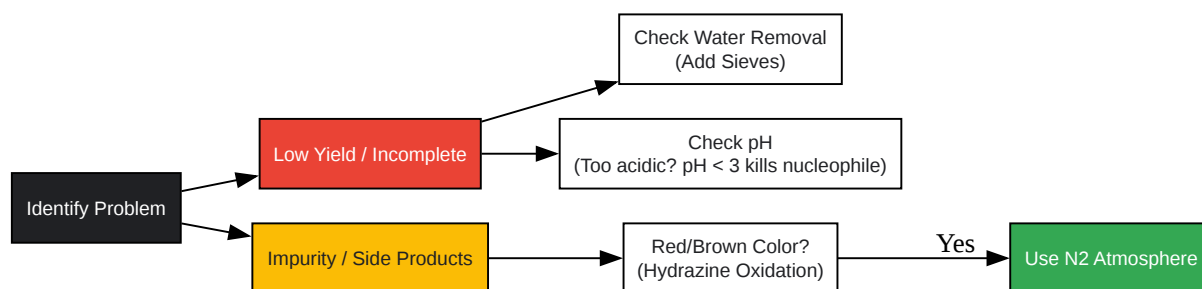 Check Water Removal
(Add Sieves)
Low Yield / Incomplete
Check pH
(Too acidic? pH < 3 kills nucleophile)
Identify Problem
Impurity / Side Products
Red/Brown Color?
(Hydrazine Oxidation)
Yes
Use N2 Atmosphere